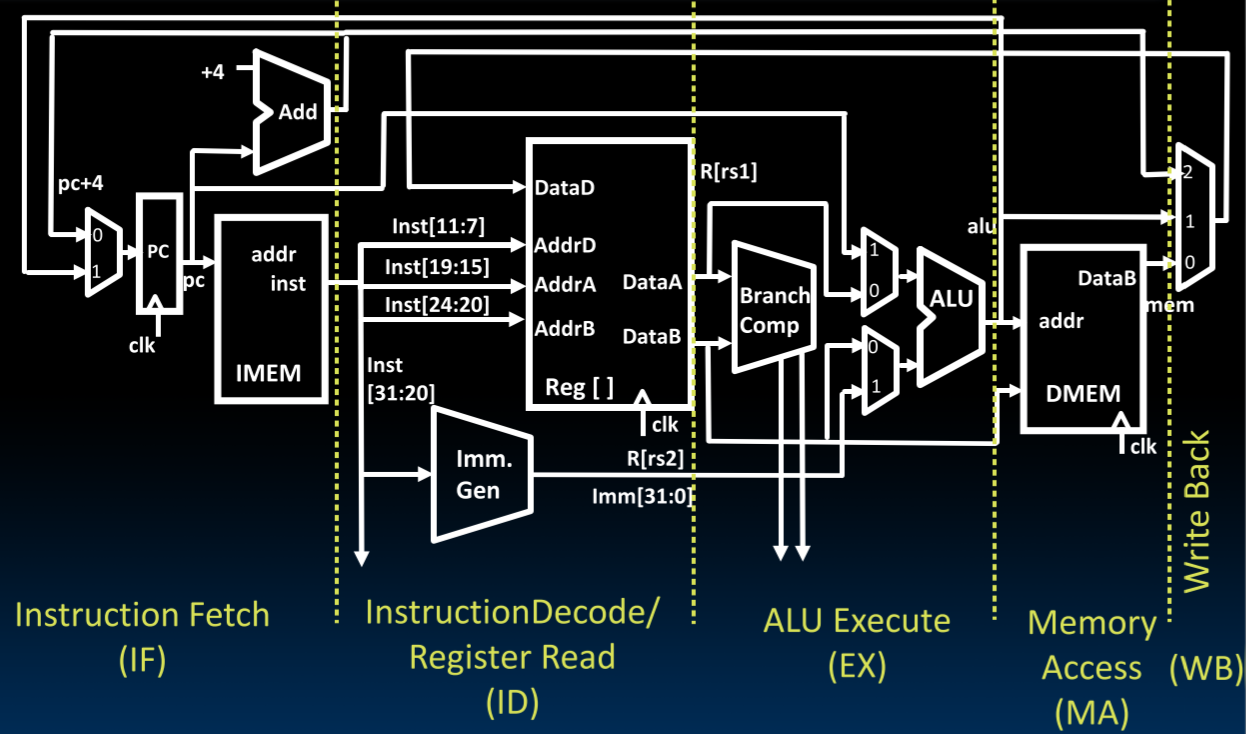 +4
Add
pc+4
0
1
PC
clk
pc
addr
inst
IMEM
Inst[11:7]
Inst[19:15]
Inst[24:20]
Inst
[31:20]
Imm.
Gen
DataD
AddrD
AddrA
AddrB
DataA
DataB
Reg [ ]
clk
R[rs1]
R[rs2]
Imm[31:0]
Branch
Comp
1
0
0
1
ALU
alu
DataB
addr
DMEM
clk
mem
2
1
0
Instruction Fetch
(IF)
InstructionDecode/
Register Read
(ID)
ALU Execute
(EX)
Memory
Access
(MA)
Write Back
(WB)